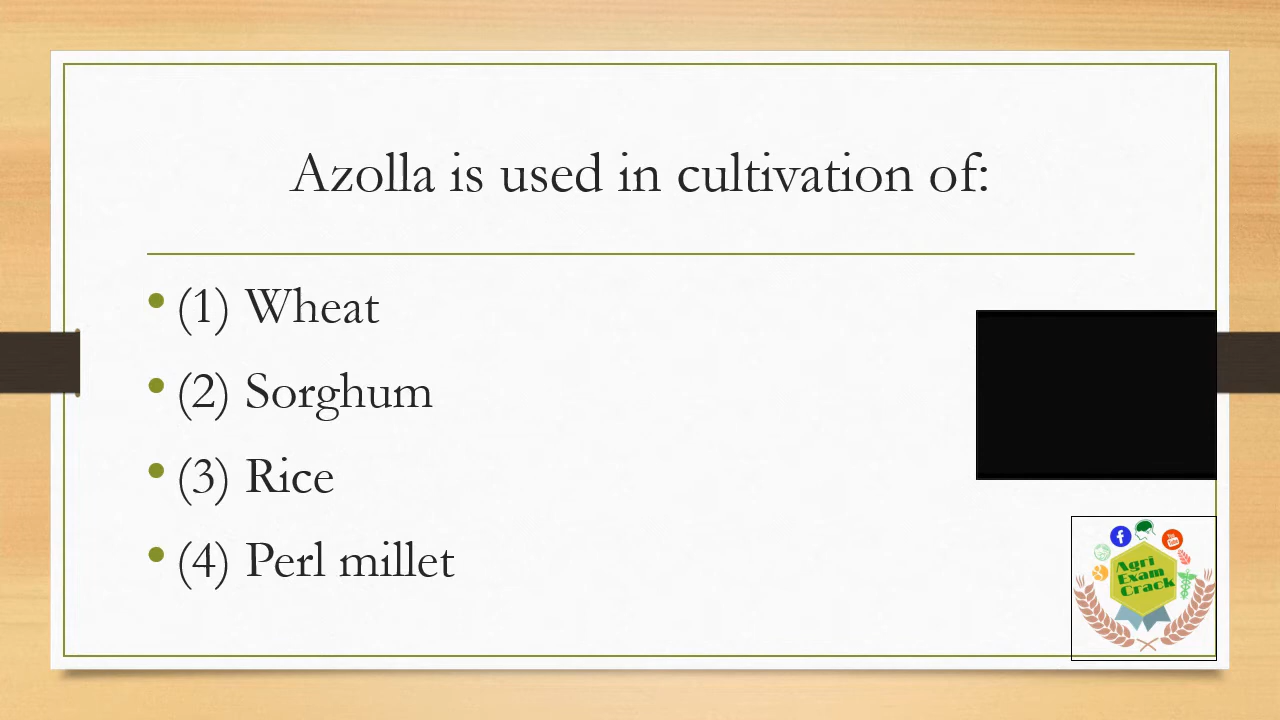 Azolla is used in cultivation of:
• (1) Wheat
• (2) Sorghum
• (3) Rice
• (4) Perl millet
Agri
Exam
Crack